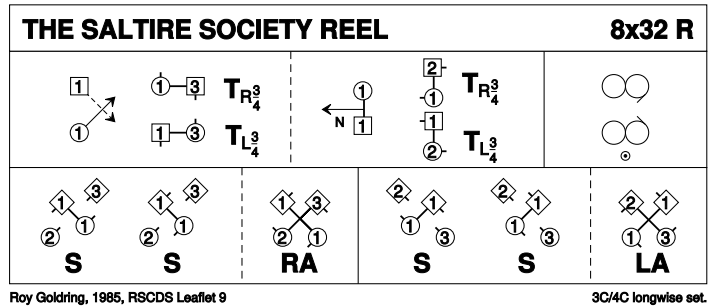 THE SALTIRE SOCIETY REEL 8x32 R
1 1 3 TR3/4 1 2 1 TR3/4
1 1 3 TL3/4 N 1 1 2 TL3/4
1 3 1 3 1 3 2 1 2 1 2 1
2 1 2 1 2 1 1 3 1 3 1 3
S S RA S S LA
Roy Goldring, 1985, RSCDS Leaflet 9 3C/4C longwise set.